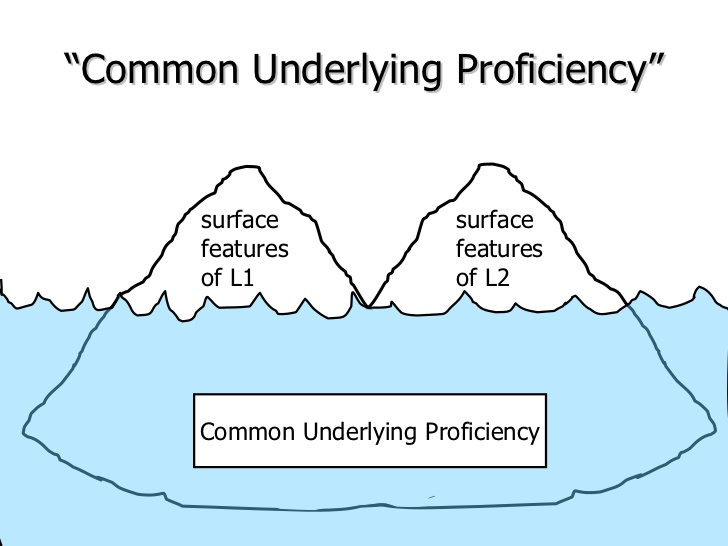 “Common Underlying Proficiency”
surface
features
of L1
surface
features
of L2
Common Underlying Proficiency